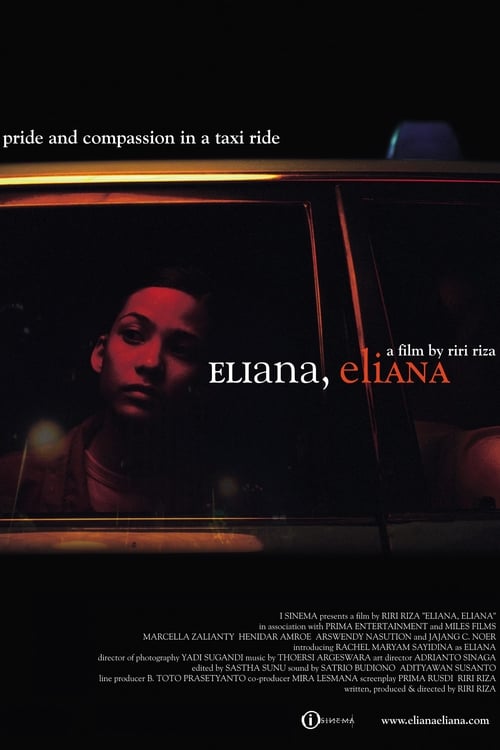 pride and compassion in a taxi ride
a film by riri riza
ELIana, eliANA
I SINEMA presents a film by RIRI RIZA "ELIANA, ELIANA"
in association with PRIMA ENTERTAINMENT and MILES FILMS
MARCELLA ZALIANTY HENIDAR AMROE ARSWENDY NASUTION and JAJANG C. NOER
introducing RACHEL MARYAM SAYIDINA as ELIANA
director of photography YADI SUGANDI music by THOERSI ARGESWARA art director ADRIANTO SINAGA
edited by SASTHA SUNU sound by SATRIO BUDIONO ADITYAWAN SUSANTO
line producer B. TOTO PRASETYANTO co-producer MIRA LESMANA screenplay PRIMA RUSDI RIRI RIZA
written, produced & directed by RIRI RIZA
i SINEMA
www.elianaeliana.com